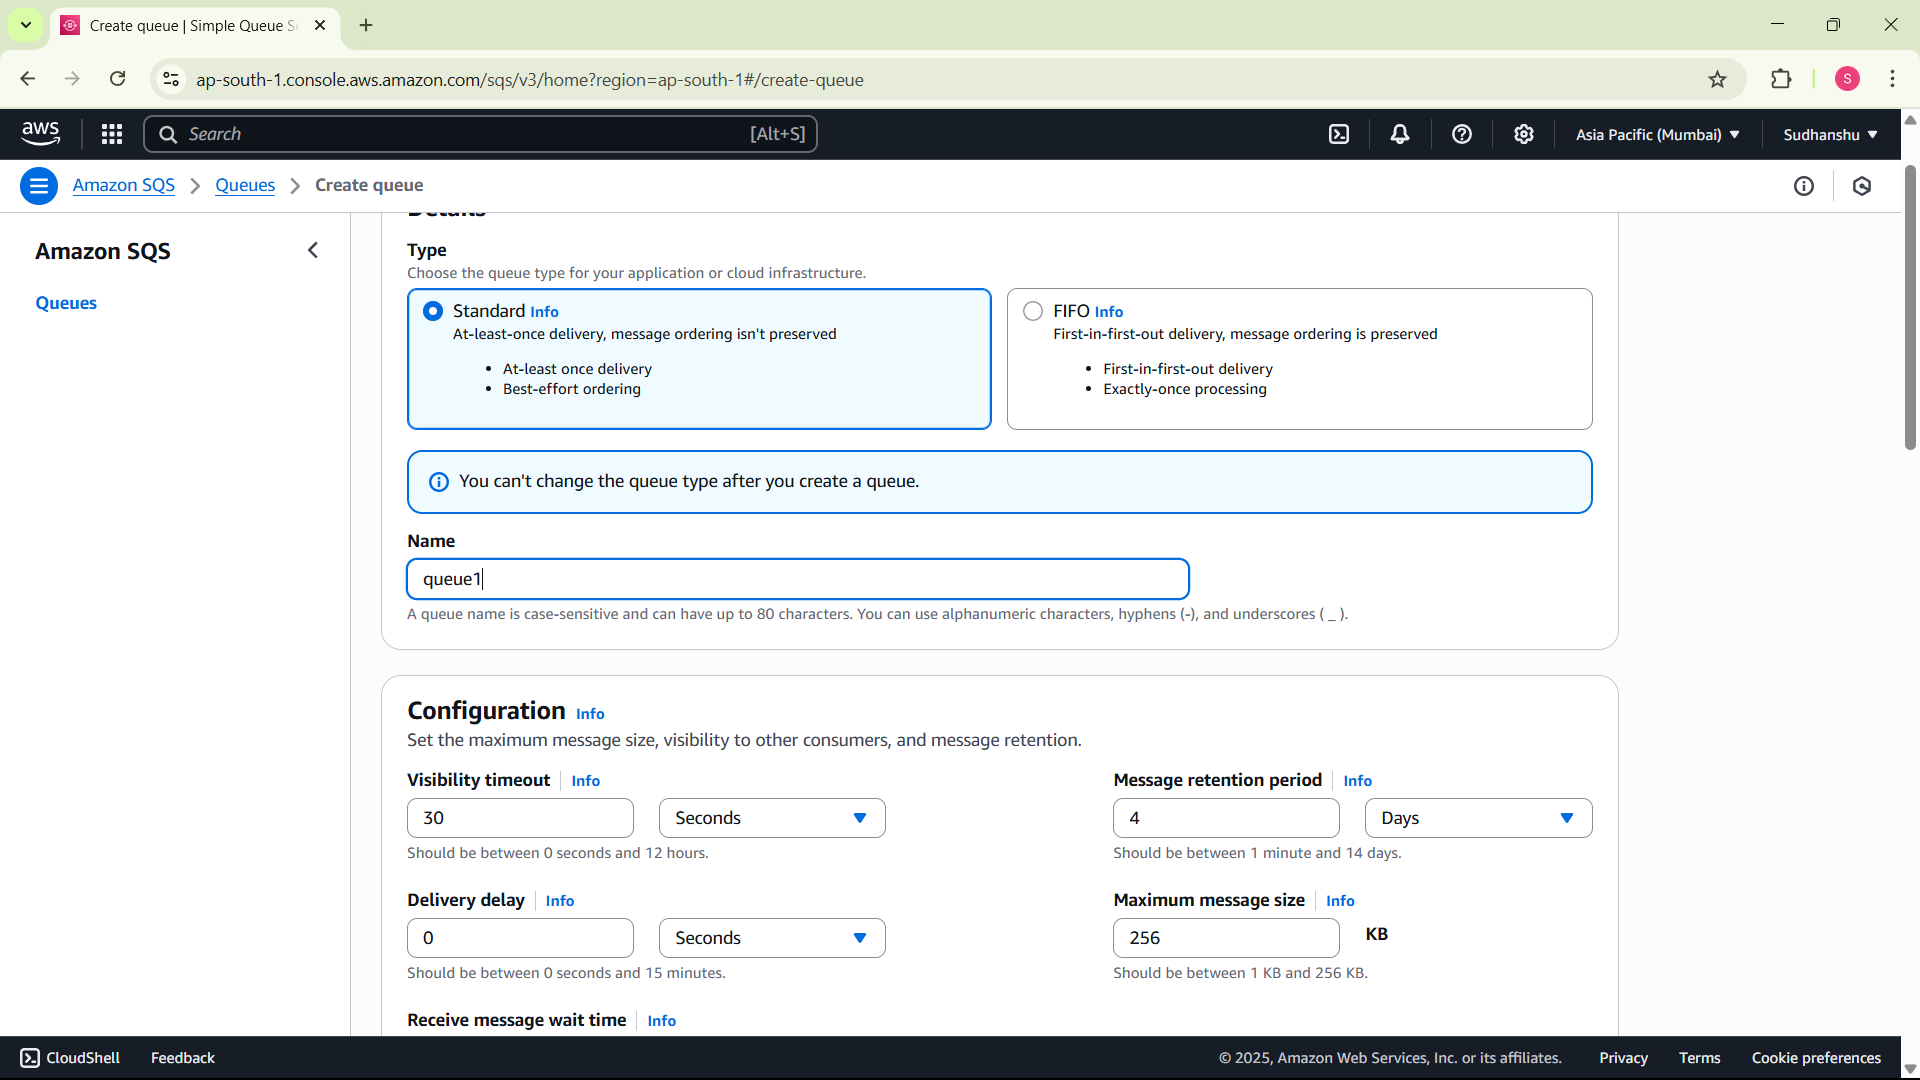 Create queue | Simple Queue Se
ap-south-1.console.aws.amazon.com/sqs/v3/home?region=ap-south-1#/create-queue
S
aws
Search
[Alt+S]
Asia Pacific (Mumbai)
Sudhanshu
Amazon SQS
Queues
Create queue
Amazon SQS
Queues
Details
Type
Choose the queue type for your application or cloud infrastructure.
Standard Info
At-least-once delivery, message ordering isn't preserved
• At-least once delivery
• Best-effort ordering
FIFO Info
First-in-first-out delivery, message ordering is preserved
• First-in-first-out delivery
• Exactly-once processing
You can't change the queue type after you create a queue.
Name
queue1
A queue name is case-sensitive and can have up to 80 characters. You can use alphanumeric characters, hyphens (-), and underscores ( _ ).
Configuration Info
Set the maximum message size, visibility to other consumers, and message retention.
Visibility timeout Info
30
Seconds
Should be between 0 seconds and 12 hours.
Message retention period Info
4
Days
Should be between 1 minute and 14 days.
Delivery delay Info
0
Seconds
Should be between 0 seconds and 15 minutes.
Maximum message size Info
256
KB
Should be between 1 KB and 256 KB.
Receive message wait time Info
CloudShell
Feedback
© 2025, Amazon Web Services, Inc. or its affiliates.
Privacy
Terms
Cookie preferences